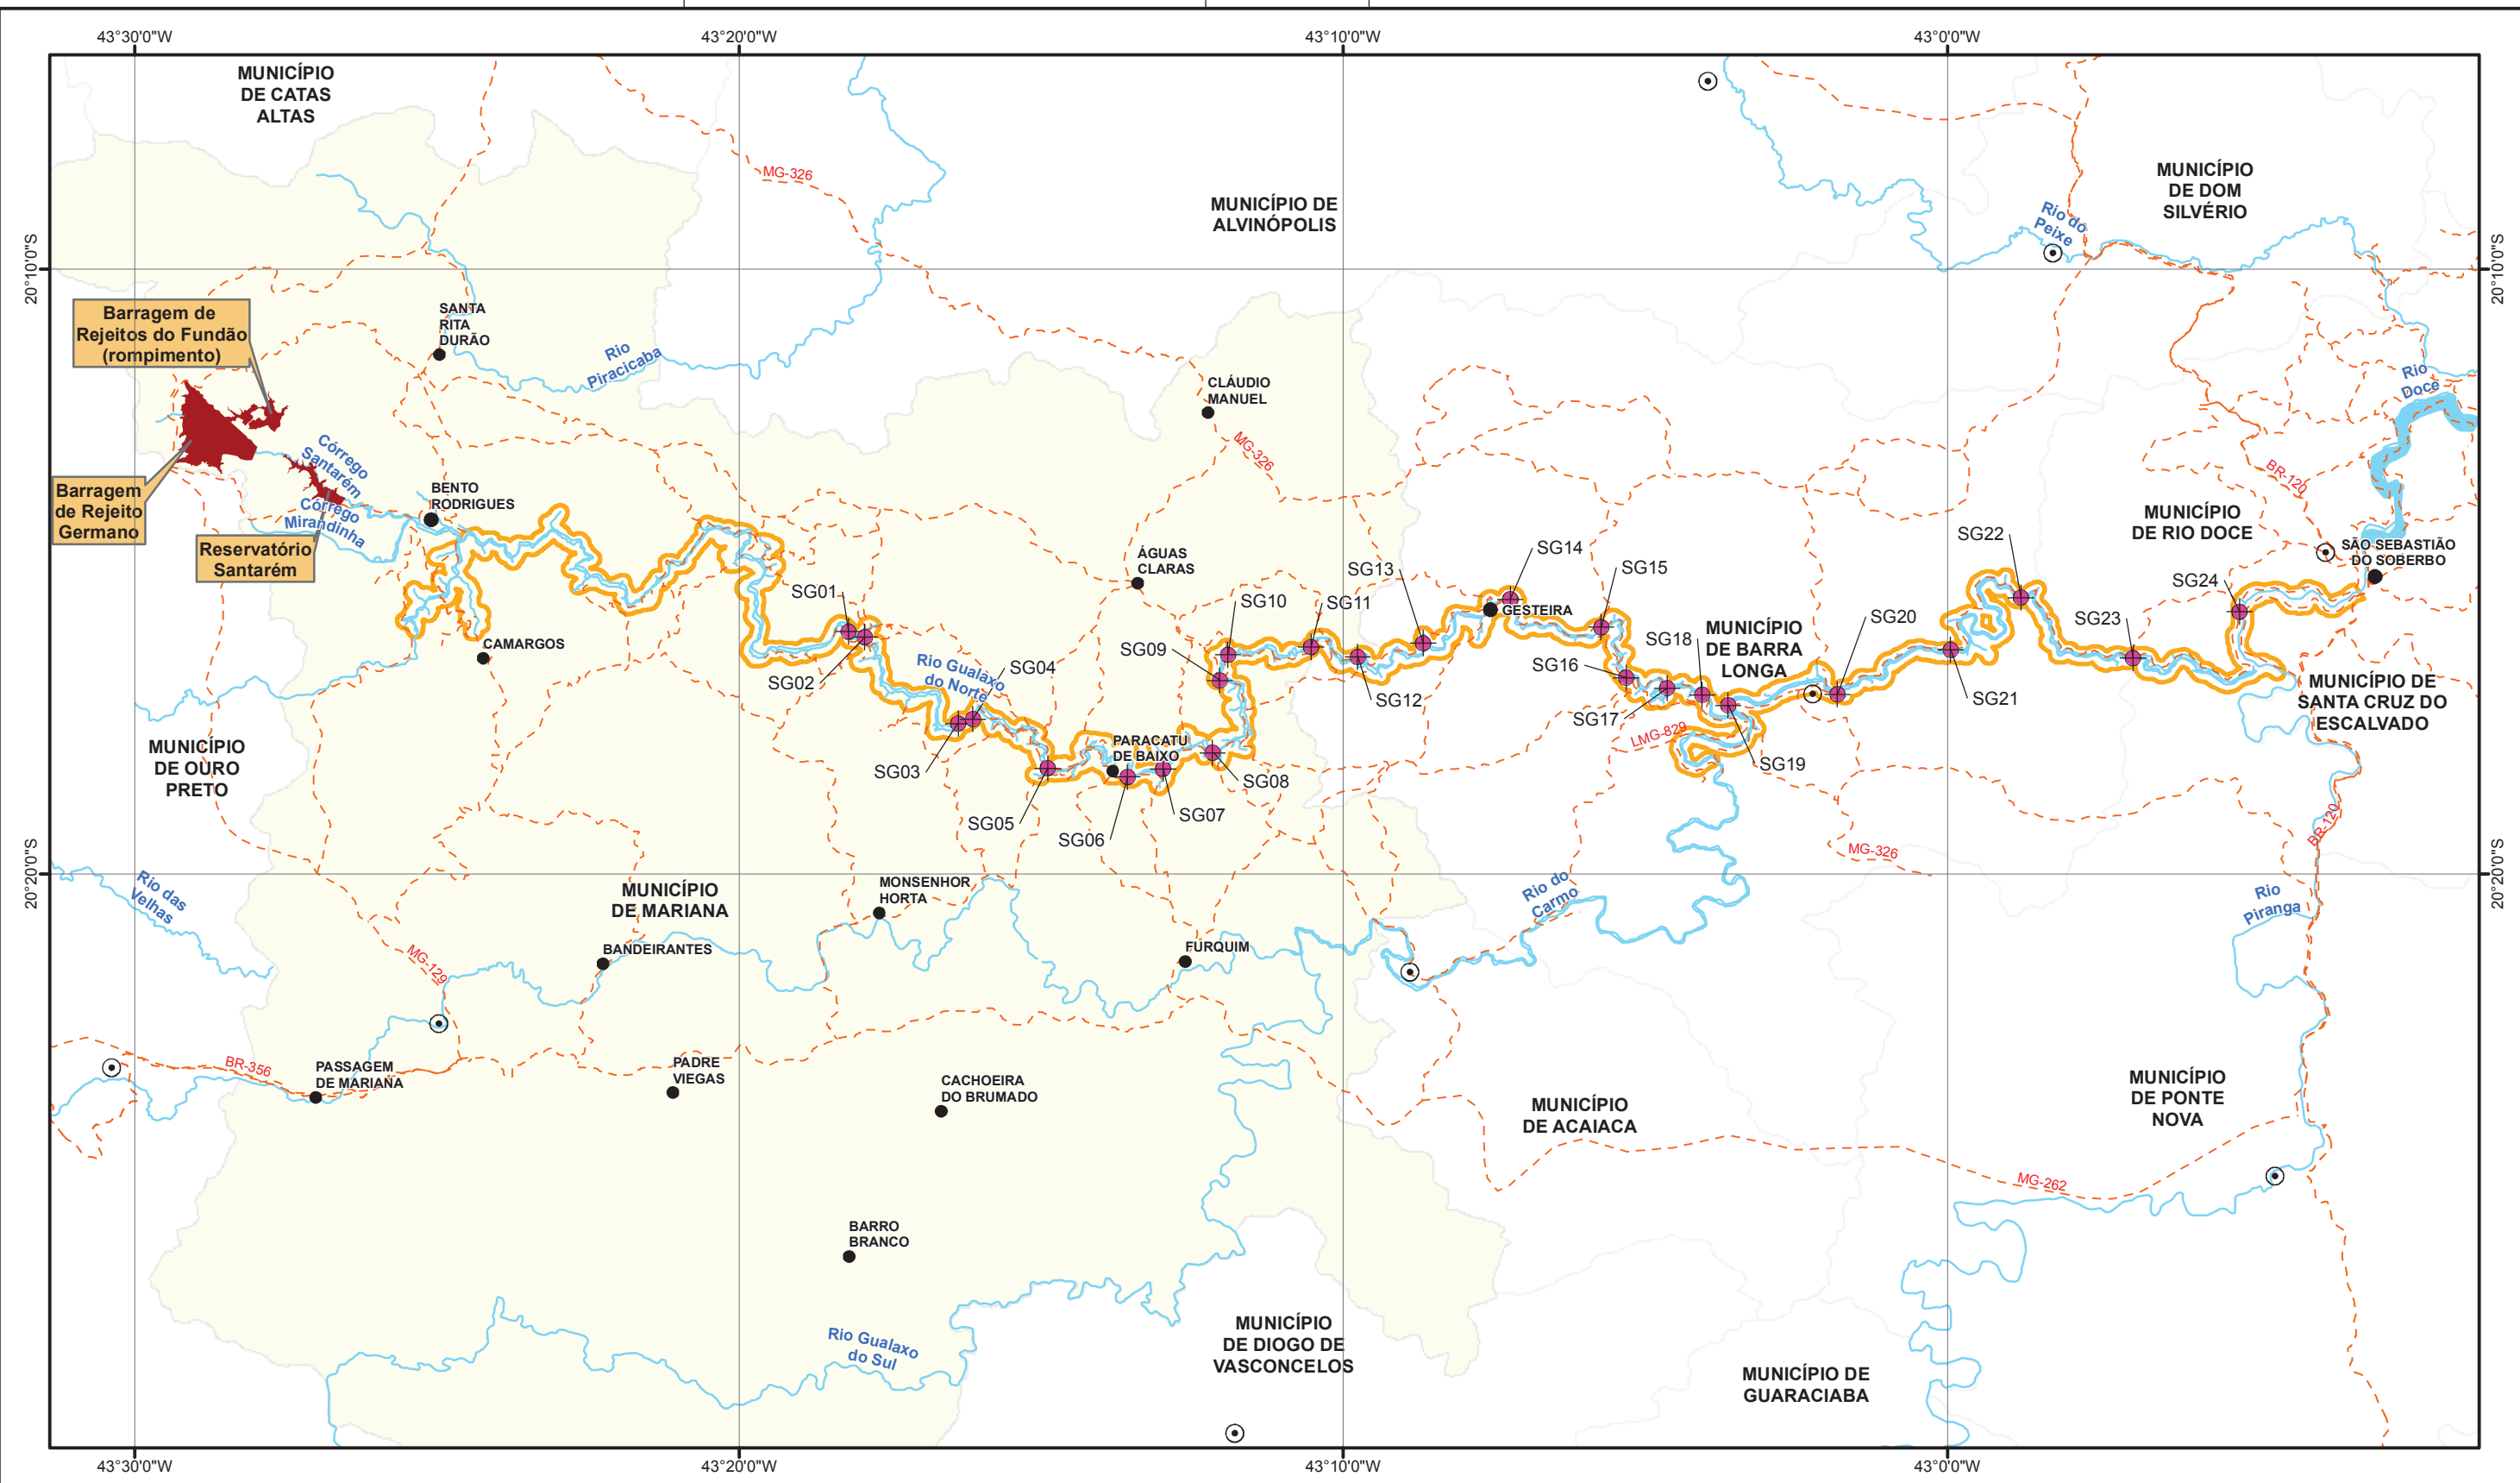 43°30'0"W
43°20'0"W
43°10'0"W
43°0'0"W
MUNICÍPIO
DE CATAS
ALTAS
MG-326
MUNICÍPIO DE
ALVINÓPOLIS
MUNICÍPIO
DE DOM
SILVÉRIO
Rio do
Peixe
20°10'0"S
20°10'0"S
Barragem de
Rejeitos do Fundão
(rompimento)
SANTA
RITA
DURÃO
Rio
Piracicaba
CLÁUDIO
MANUEL
MG-326
Rio
Doce
Córrego
Santarém
Barragem
de Rejeito
Germano
Córrego
Mirandinha
Reservatório
Santarém
BENTO
RODRIGUES
BR-120
MUNICÍPIO
DE RIO DOCE
SÃO SEBASTIÃO
DO SOBERBO
ÁGUAS
CLARAS
CAMARGOS
SG01
SG02
Rio Gualaxo
do Norte
SG03
SG04
SG05
SG06
SG07
SG08
PARACATU
DE BAIXO
SG09
SG10
SG11
SG12
SG13
SG14
GESTEIRA
SG15
SG16
SG17
SG18
MUNICÍPIO
DE BARRA
LONGA
LMG-829
SG19
SG20
SG21
SG22
SG23
SG24
MUNICÍPIO DE
SANTA CRUZ DO
ESCALVADO
MUNICÍPIO
DE OURO
PRETO
BR-120
MG-326
20°20'0"S
20°20'0"S
Rio das
Velhas
MUNICÍPIO
DE MARIANA
MONSENHOR
HORTA
Rio do
Carmo
Rio
Piranga
BANDEIRANTES
FURQUIM
MG-129
BR-356
PASSAGEM
DE MARIANA
PADRE
VIEGAS
CACHOEIRA
DO BRUMADO
MUNICÍPIO
DE ACAIACA
MUNICÍPIO
DE PONTE
NOVA
MG-262
BARRO
BRANCO
Rio Gualaxo
do Sul
MUNICÍPIO
DE DIOGO DE
VASCONCELOS
MUNICÍPIO DE
GUARACIABA
43°30'0"W
43°20'0"W
43°10'0"W
43°0'0"W